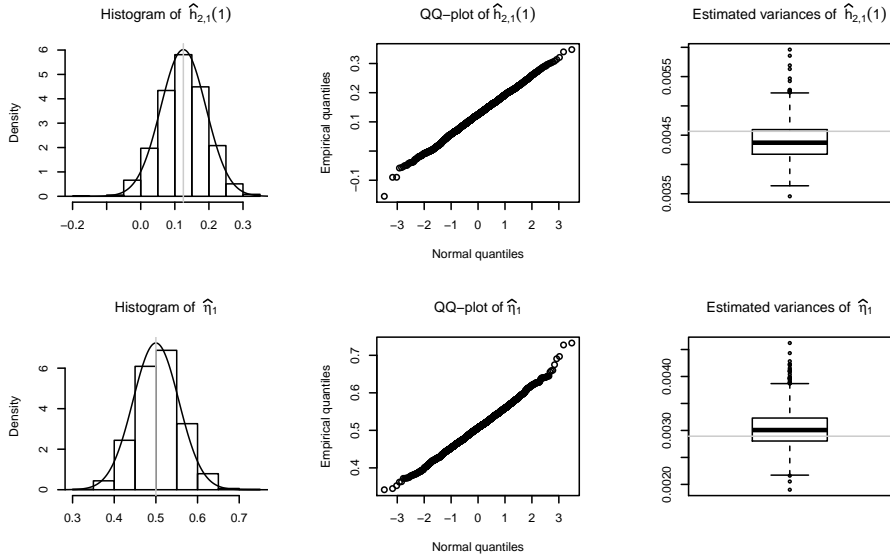 Histogram of ĥ2,1(1)
Density
0 1 2 3 4 5 6
−0.2 0.0 0.1 0.2 0.3
QQ−plot of ĥ2,1(1)
Empirical quantiles
−0.1 0.1 0.2 0.3
−3 −2 −1 0 1 2 3
Normal quantiles
Estimated variances of ĥ2,1(1)
0.0035 0.0045 0.0055
Histogram of η̂1
Density
0 2 4 6
0.3 0.4 0.5 0.6 0.7
QQ−plot of η̂1
Empirical quantiles
0.4 0.5 0.6 0.7
−3 −2 −1 0 1 2 3
Normal quantiles
Estimated variances of η̂1
0.0020 0.0030 0.0040